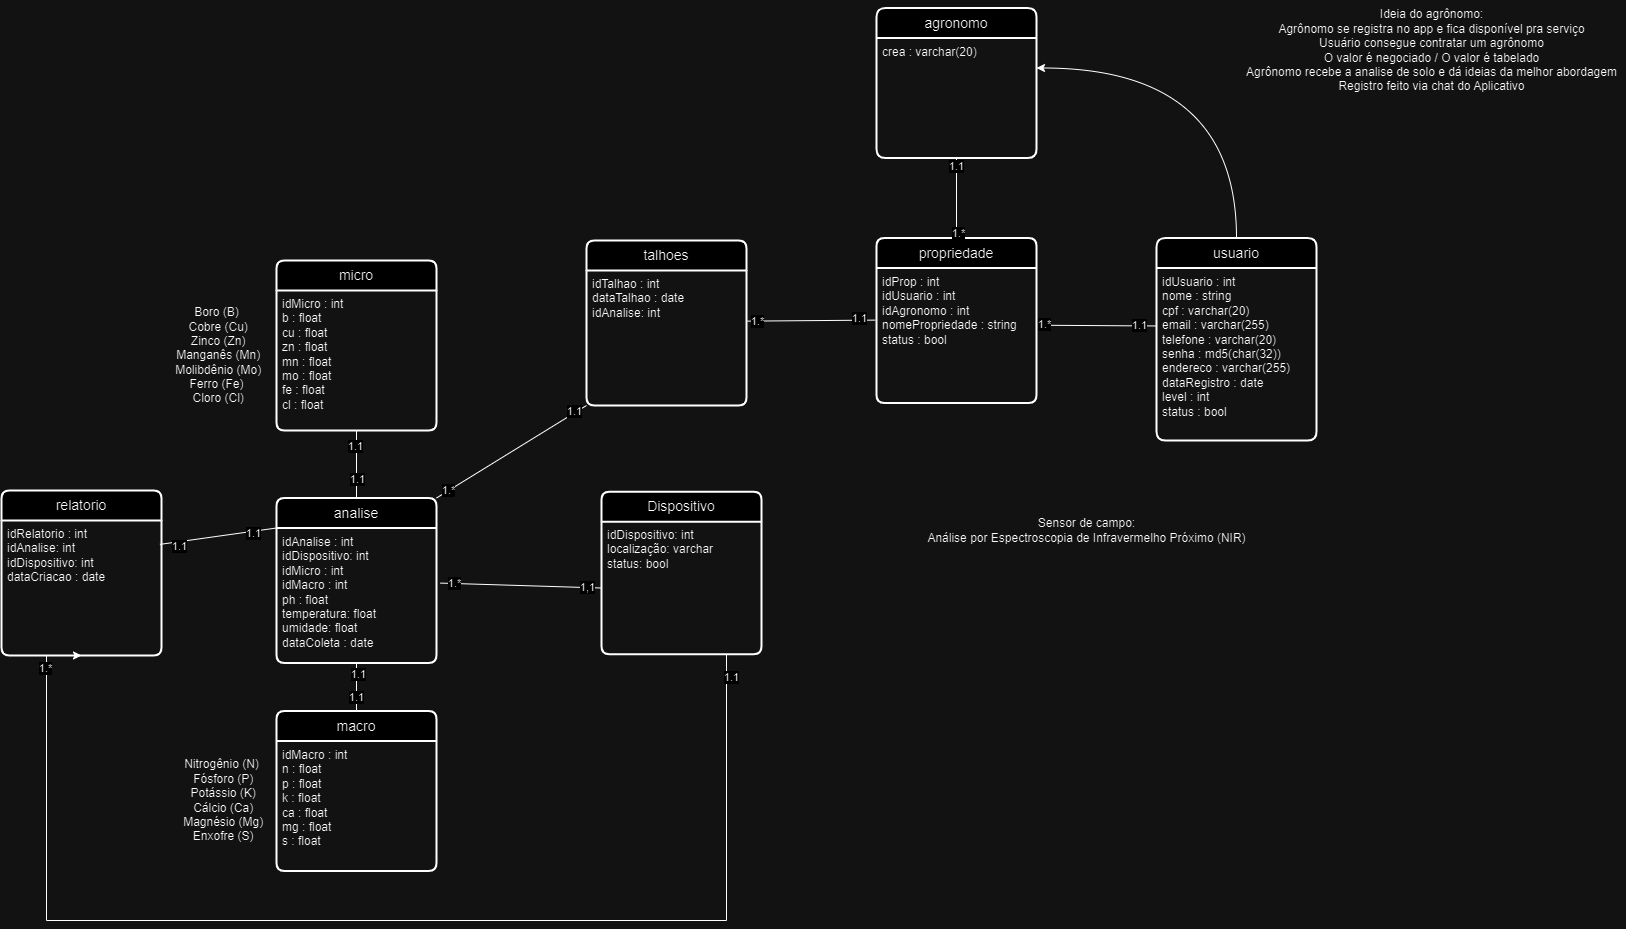 agronomo
crea : varchar(20)
Ideia do agrônomo:
Agrônomo se registra no app e fica disponível pra serviço
Usuário consegue contratar um agrônomo
O valor é negociado / O valor é tabelado
Agrônomo recebe a analise de solo e dá ideias da melhor abordagem
Registro feito via chat do Aplicativo
1.1
1.*
micro
idMicro : int
b : float
cu : float
zn : float
mn : float
mo : float
fe : float
cl : float
Boro (B)
Cobre (Cu)
Zinco (Zn)
Manganês (Mn)
Molibdênio (Mo)
Ferro (Fe)
Cloro (Cl)
talhoes
idTalhao : int
dataTalhao : date
idAnalise: int
1.*
1.1
propriedade
idProp : int
idUsuario : int
idAgronomo : int
nomePropriedade : string
status : bool
1.*
1.1
usuario
idUsuario : int
nome : string
cpf : varchar(20)
email : varchar(255)
telefone : varchar(20)
senha : md5(char(32))
endereco : varchar(255)
dataRegistro : date
level : int
status : bool
1.1
1.*
1.1
1.1
relatorio
idRelatorio : int
idAnalise: int
idDispositivo: int
dataCriacao : date
1.1
1.1
analise
idAnalise : int
idDispositivo: int
idMicro : int
idMacro : int
ph : float
temperatura: float
umidade: float
dataColeta : date
1.*
1,1
Dispositivo
idDispositivo: int
localização: varchar
status: bool
Sensor de campo:
Análise por Espectroscopia de Infravermelho Próximo (NIR)
1.*
1.1
1.1
1.1
macro
idMacro : int
n : float
p : float
k : float
ca : float
mg : float
s : float
Nitrogênio (N)
Fósforo (P)
Potássio (K)
Cálcio (Ca)
Magnésio (Mg)
Enxofre (S)